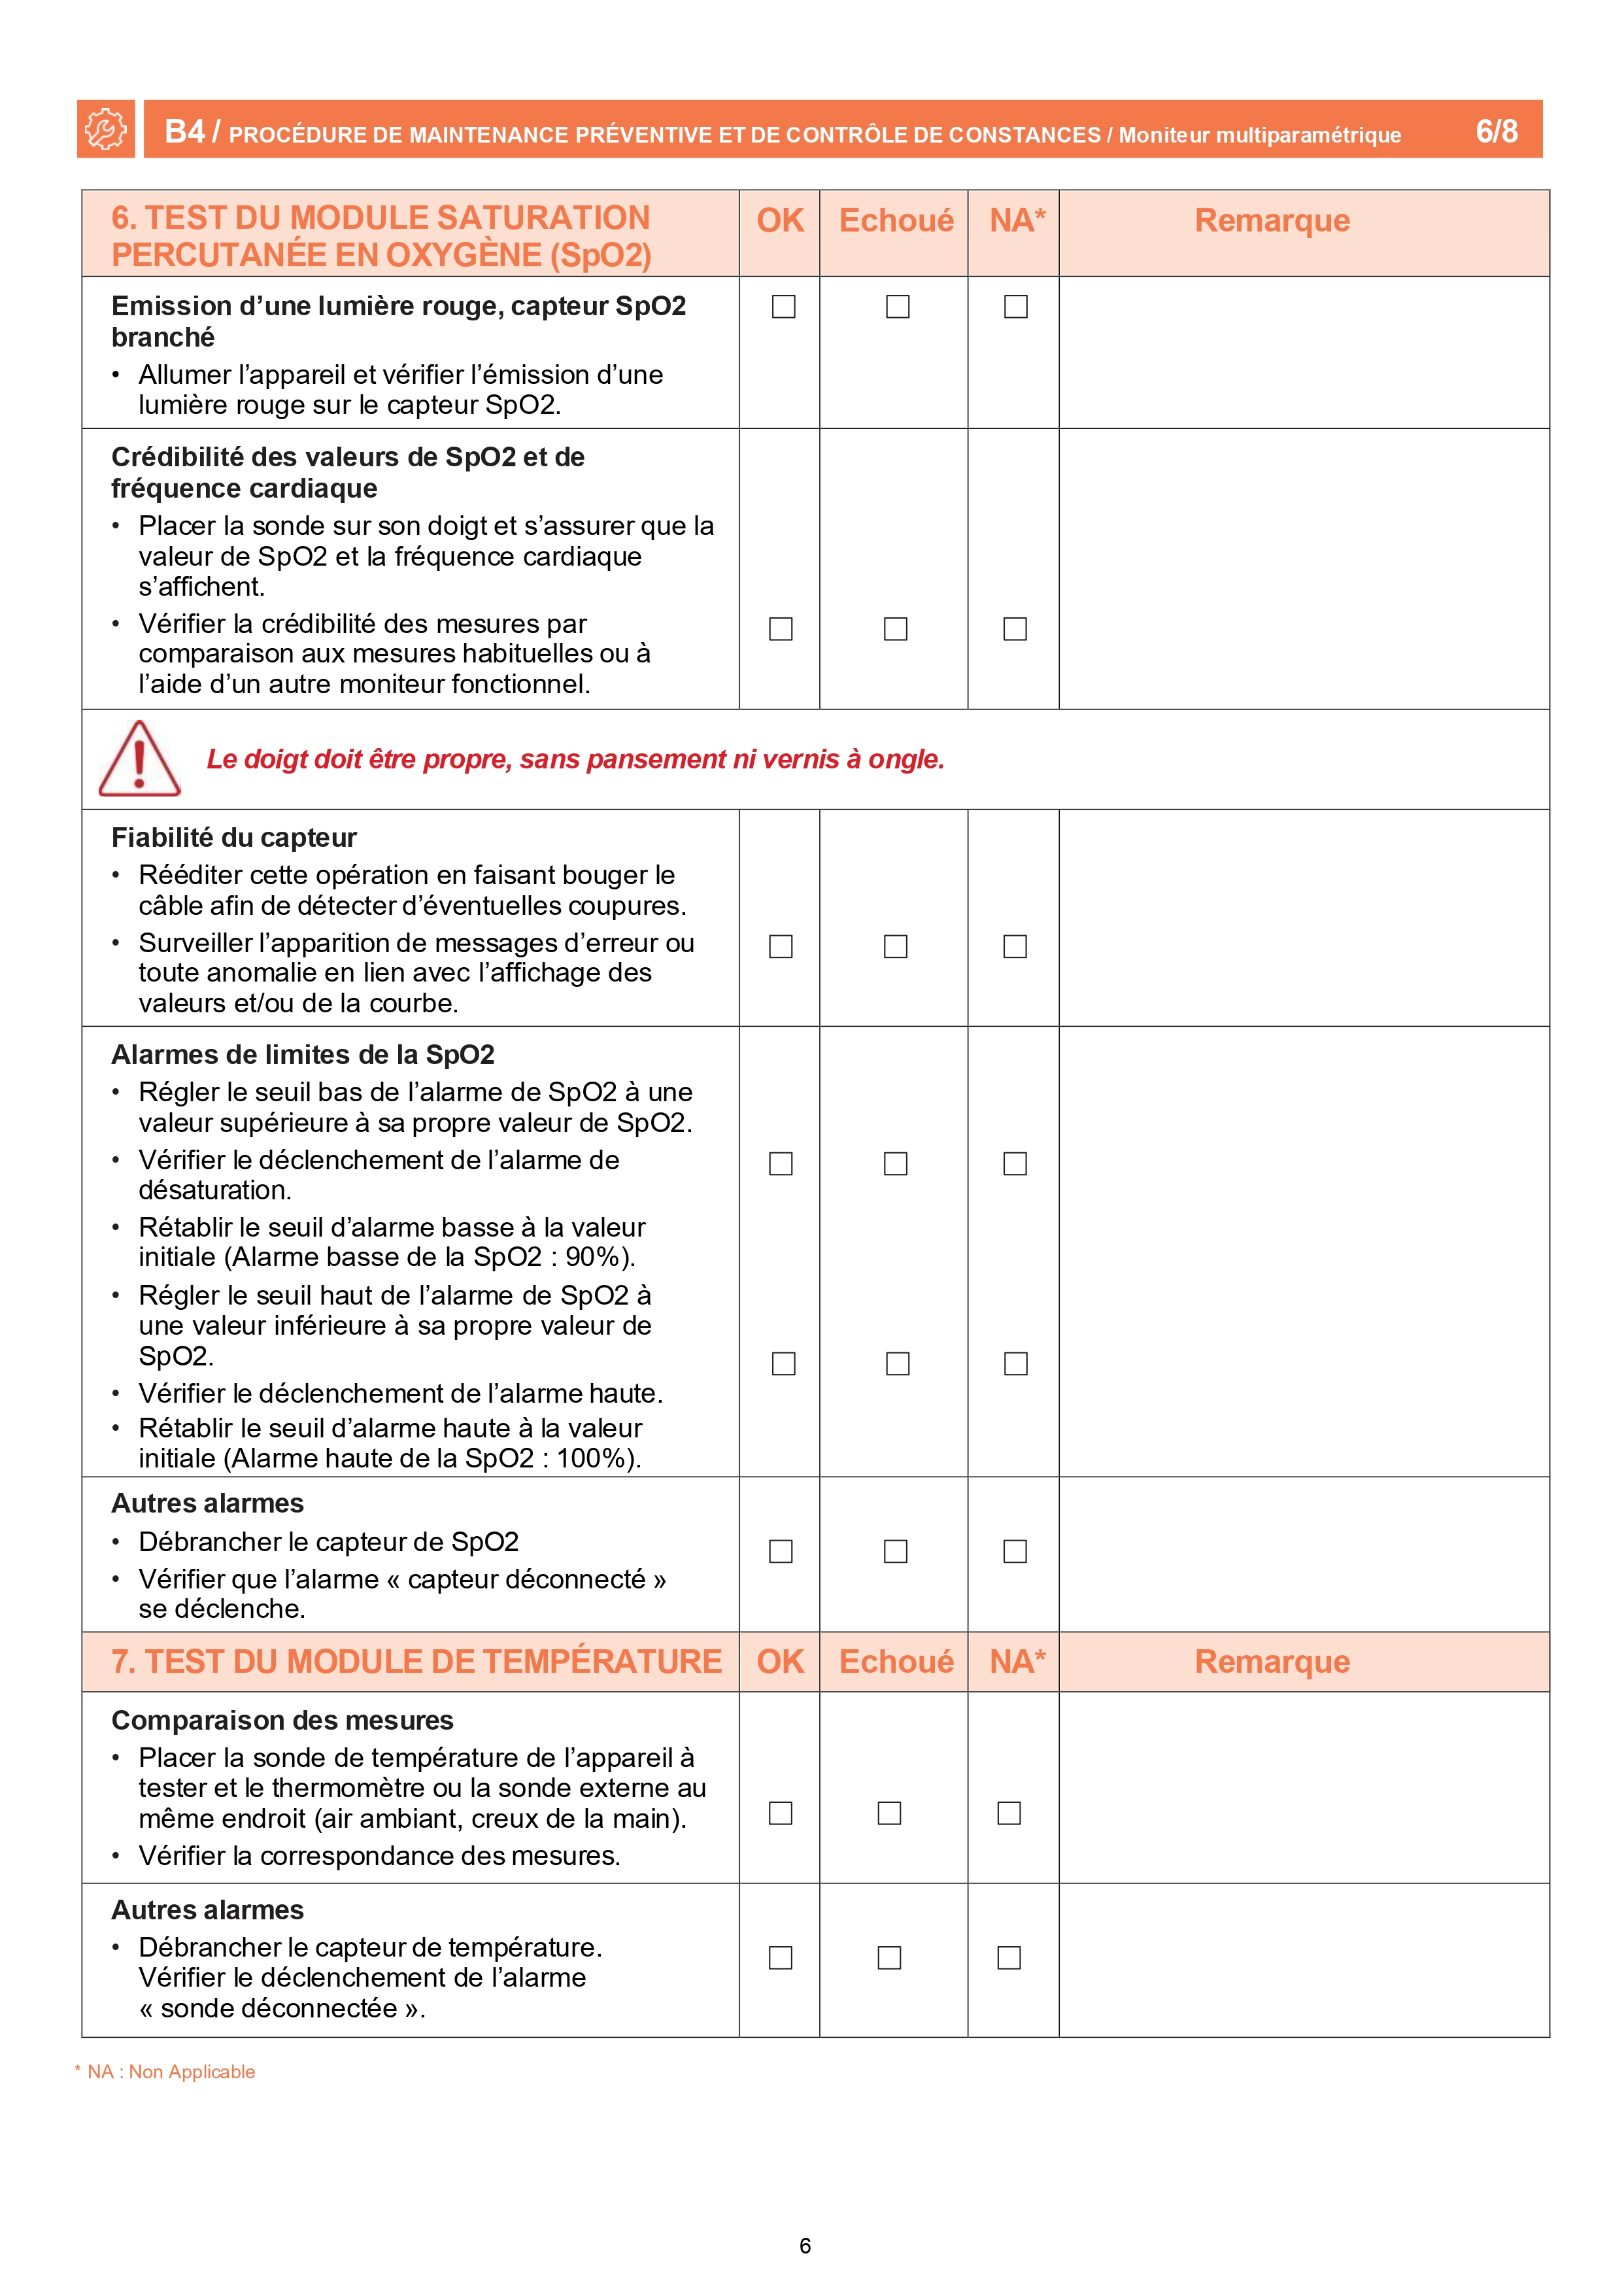 B4 / PROCÉDURE DE MAINTENANCE PRÉVENTIVE ET DE CONTRÔLE DE CONSTANCES / Moniteur multiparamétrique 6/8
6. TEST DU MODULE SATURATION
PERCUTANÉE EN OXYGÈNE (SpO2)
OK Echoué NA* Remarque
Emission d’une lumière rouge, capteur SpO2
branché
☐ ☐ ☐
• Allumer l’appareil et vérifier l’émission d’une
lumière rouge sur le capteur SpO2.
Crédibilité des valeurs de SpO2 et de
fréquence cardiaque
• Placer la sonde sur son doigt et s’assurer que la
valeur de SpO2 et la fréquence cardiaque
s’affichent.
• Vérifier la crédibilité des mesures par
comparaison aux mesures habituelles ou à
l’aide d’un autre moniteur fonctionnel.
☐ ☐ ☐
Le doigt doit être propre, sans pansement ni vernis à ongle.
Fiabilité du capteur
• Rééditer cette opération en faisant bouger le
câble afin de détecter d’éventuelles coupures.
• Surveiller l’apparition de messages d’erreur ou
toute anomalie en lien avec l’affichage des
valeurs et/ou de la courbe.
☐ ☐ ☐
Alarmes de limites de la SpO2
• Régler le seuil bas de l’alarme de SpO2 à une
valeur supérieure à sa propre valeur de SpO2.
• Vérifier le déclenchement de l’alarme de
désaturation.
☐ ☐ ☐
• Rétablir le seuil d’alarme basse à la valeur
initiale (Alarme basse de la SpO2 : 90%).
• Régler le seuil haut de l’alarme de SpO2 à
une valeur inférieure à sa propre valeur de
SpO2.
☐ ☐ ☐
• Vérifier le déclenchement de l’alarme haute.
• Rétablir le seuil d’alarme haute à la valeur
initiale (Alarme haute de la SpO2 : 100%).
Autres alarmes
• Débrancher le capteur de SpO2
• Vérifier que l’alarme « capteur déconnecté »
se déclenche.
☐ ☐ ☐
7. TEST DU MODULE DE TEMPÉRATURE OK Echoué NA* Remarque
Comparaison des mesures
• Placer la sonde de température de l’appareil à
tester et le thermomètre ou la sonde externe au
même endroit (air ambiant, creux de la main).
• Vérifier la correspondance des mesures.
☐ ☐ ☐
Autres alarmes
• Débrancher le capteur de température.
Vérifier le déclenchement de l’alarme
« sonde déconnectée ».
☐ ☐ ☐
* NA : Non Applicable
6